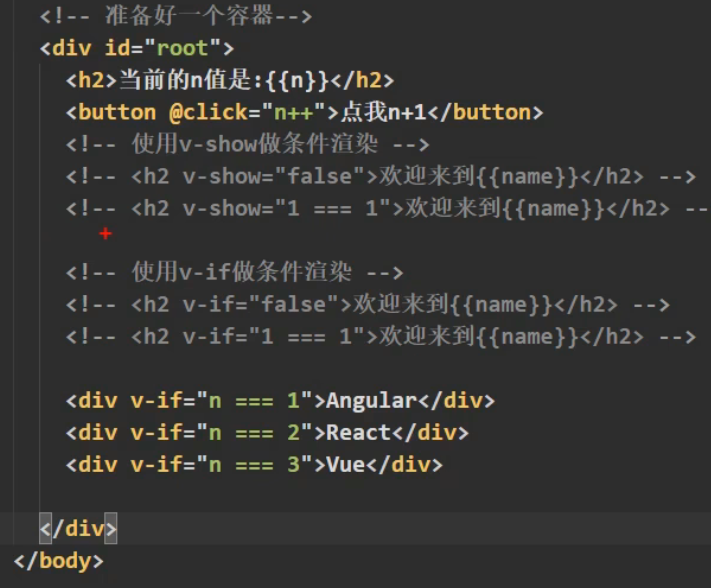 <!-- 准备好一个容器-->
<div id="root">
<h2>当前的n值是:{{n}}</h2>
<button @click="n++">点我n+1</button>
<!-- 使用v-show做条件渲染 -->
<!-- <h2 v-show="false">欢迎来到{{name}}</h2> -->
<!-- <h2 v-show="1 === 1">欢迎来到{{name}}</h2> --
<!-- 使用v-if做条件渲染 -->
<!-- <h2 v-if="false">欢迎来到{{name}}</h2> -->
<!-- <h2 v-if="1 === 1">欢迎来到{{name}}</h2> -->
<div v-if="n === 1">Angular</div>
<div v-if="n === 2">React</div>
<div v-if="n === 3">Vue</div>
</div>
</body>